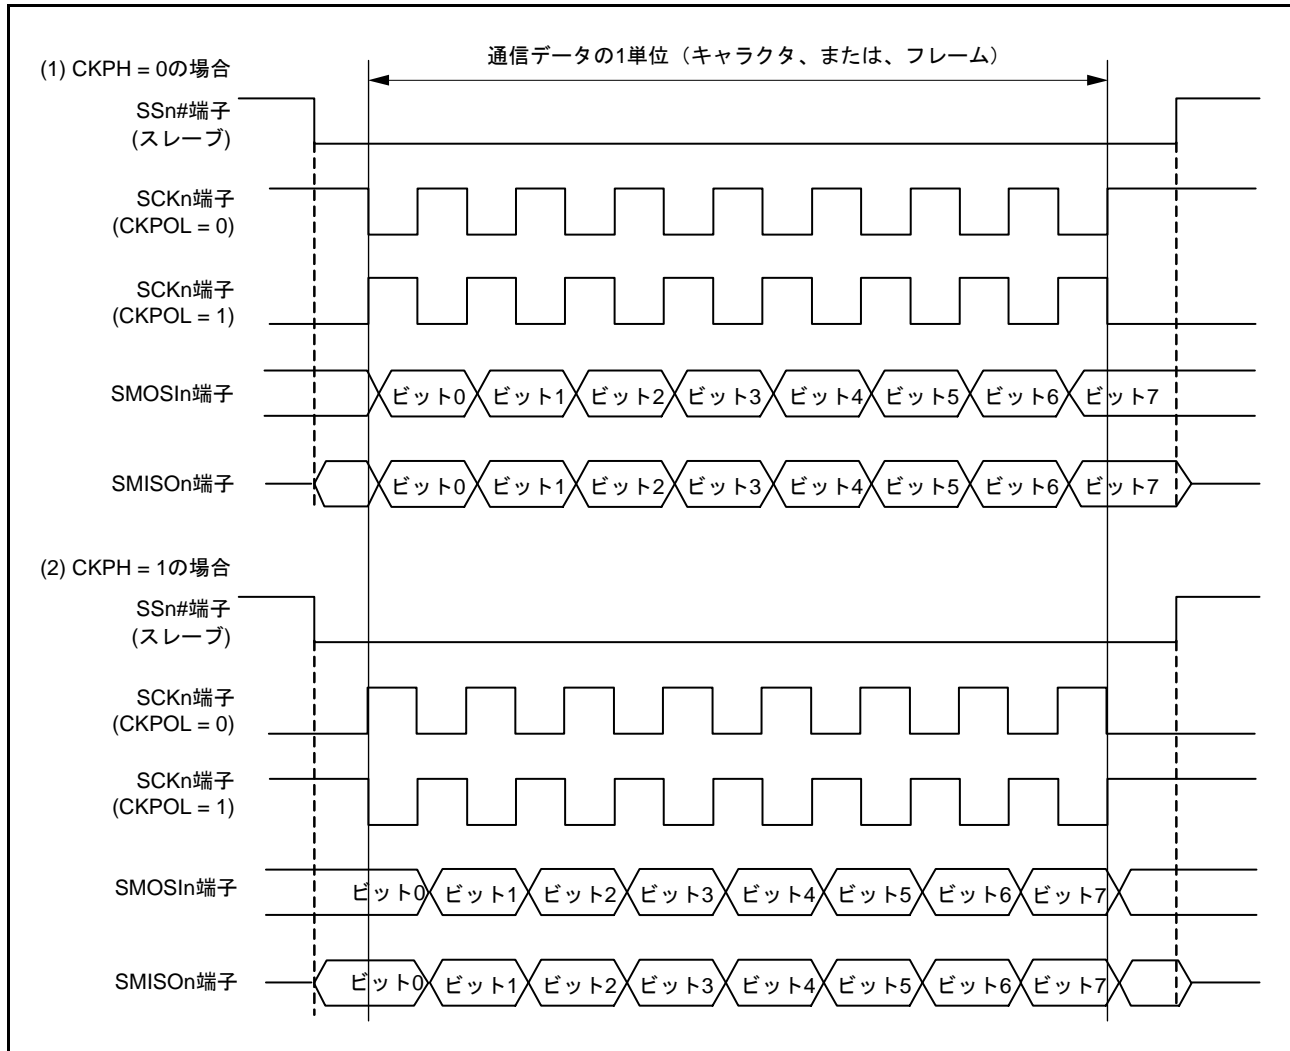 通信データの1単位（キャラクタ、または、フレーム）
(1) CKPH = 0の場合
SSn#端子
(スレーブ)
SCKn端子
(CKPOL = 0)
SCKn端子
(CKPOL = 1)
SMOSIn端子
ビット0 ビット1 ビット2 ビット3 ビット4 ビット5 ビット6 ビット7
SMISOn端子
ビット0 ビット1 ビット2 ビット3 ビット4 ビット5 ビット6 ビット7
(2) CKPH = 1の場合
SSn#端子
(スレーブ)
SCKn端子
(CKPOL = 0)
SCKn端子
(CKPOL = 1)
SMOSIn端子
ビット0 ビット1 ビット2 ビット3 ビット4 ビット5 ビット6 ビット7
SMISOn端子
ビット0 ビット1 ビット2 ビット3 ビット4 ビット5 ビット6 ビット7